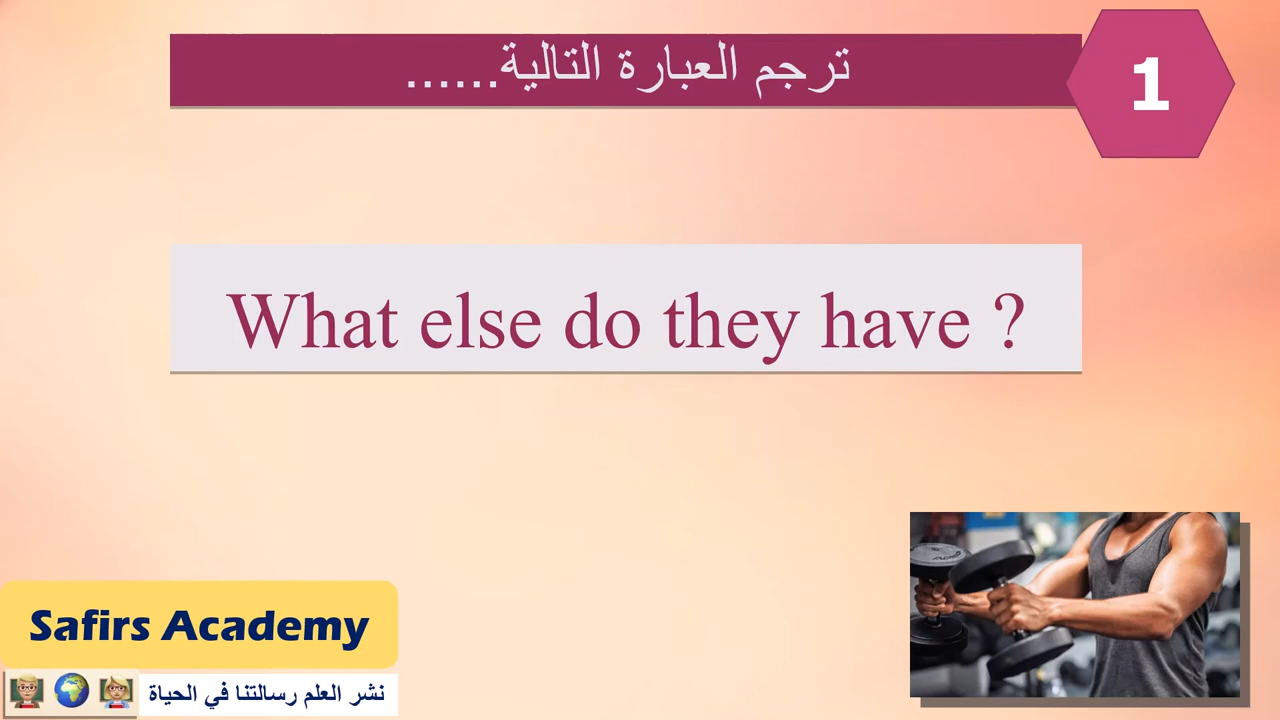 ترجم العبارة التالية......
1
What else do they have ?
Safirs Academy
نشر العلم رسالتنا في الحياة